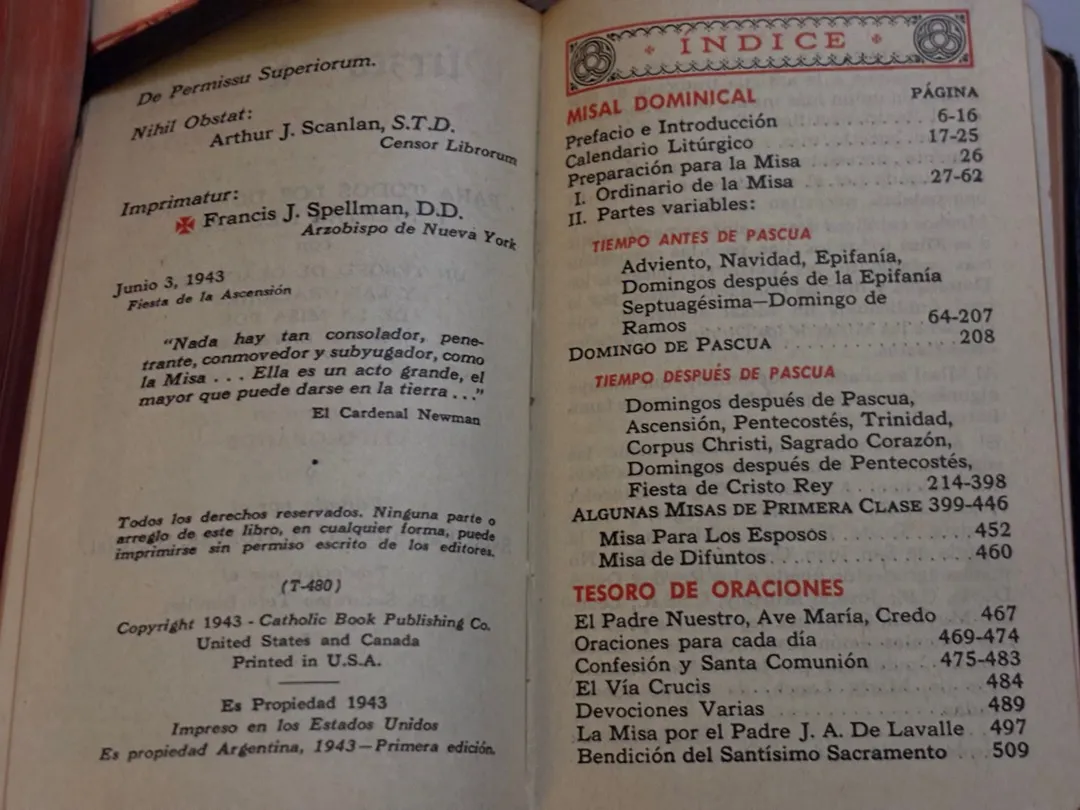 De Permissu Superiorum.
Nihil Obstat:
Arthur J. Scanlan, S.T.D.
Censor Librorum
Imprimatur:
✠ Francis J. Spellman, D.D.
Arzobispo de Nueva York
Junio 3, 1943
Fiesta de la Ascensión
"Nada hay tan consolador, pene-
trante, conmovedor y subyugador, como
la Misa . . . Ella es un acto grande, el
mayor que puede darse en la tierra . . ."
El Cardenal Newman
•
Todos los derechos reservados. Ninguna parte o
arreglo de este libro, en cualquier forma, puede
imprimirse sin permiso escrito de los editores.
(T-480)
Copyright 1943 - Catholic Book Publishing Co.
United States and Canada
Printed in U.S.A.
Es Propiedad 1943
Impreso en los Estados Unidos
Es propiedad Argentina, 1943—Primera edición.
INDICE
MISAL DOMINICAL PÁGINA
Prefacio e Introducción 6-16
Calendario Litúrgico 17-25
Preparación para la Misa 26
I. Ordinario de la Misa 27-62
II. Partes variables:
TIEMPO ANTES DE PASCUA
Adviento, Navidad, Epifanía,
Domingos después de la Epifanía
Septuagésima—Domingo de
Ramos 64-207
DOMINGO DE PASCUA 208
TIEMPO DESPUÉS DE PASCUA
Domingos después de Pascua,
Ascensión, Pentecostés, Trinidad,
Corpus Christi, Sagrado Corazón,
Domingos después de Pentecostés,
Fiesta de Cristo Rey 214-398
ALGUNAS MISAS DE PRIMERA CLASE 399-446
Misa Para Los Esposos 452
Misa de Difuntos 460
TESORO DE ORACIONES
El Padre Nuestro, Ave María, Credo 467
Oraciones para cada día 469-474
Confesión y Santa Comunión 475-483
El Vía Crucis 484
Devociones Varias 489
La Misa por el Padre J. A. De Lavalle 497
Bendición del Santísimo Sacramento 509